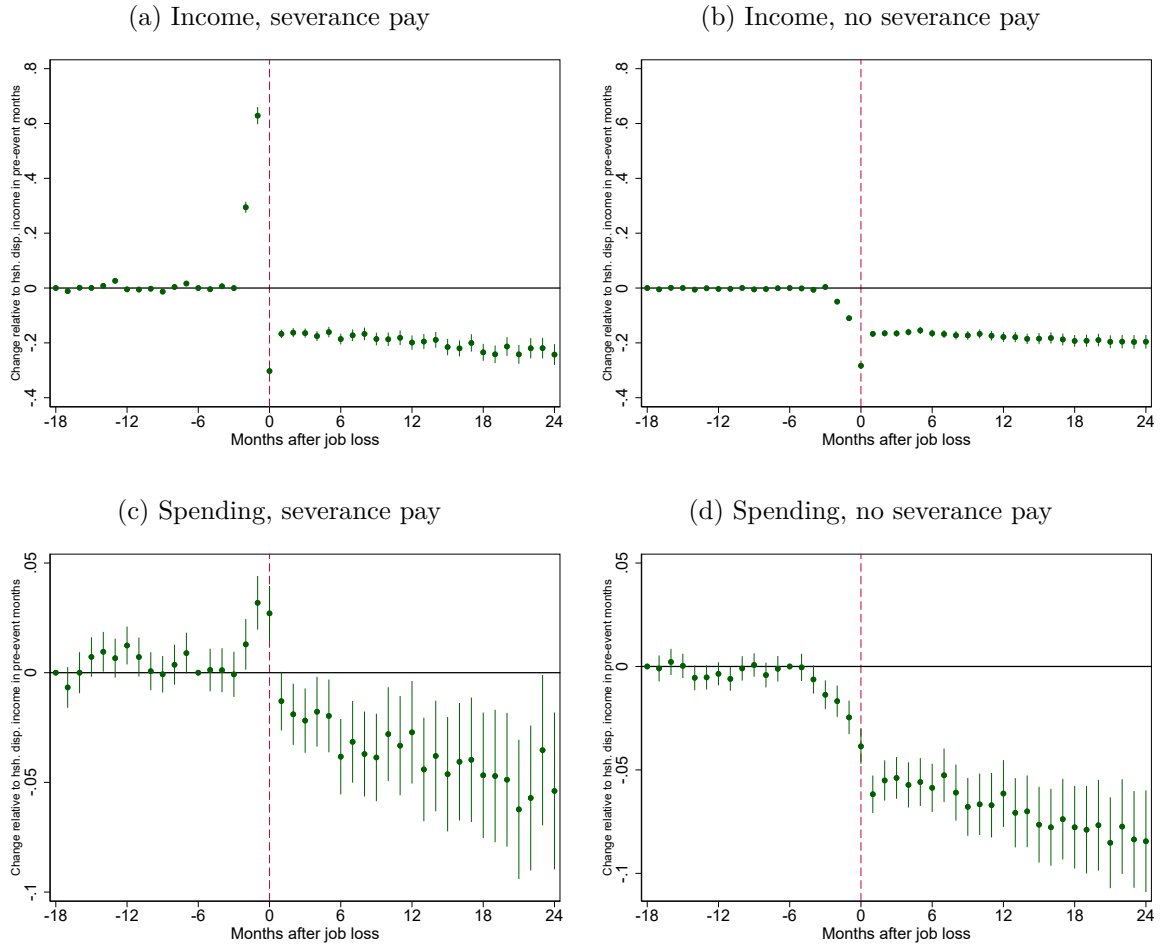 (a) Income, severance pay
Change relative to hsh. disp. income in pre-event months
.8
.6
.4
.2
0
-.2
-.4
-18 -12 -6 0 6 12 18 24
Months after job loss
(b) Income, no severance pay
Change relative to hsh. disp. income in pre-event months
.8
.6
.4
.2
0
-.2
-.4
-18 -12 -6 0 6 12 18 24
Months after job loss
(c) Spending, severance pay
Change relative to hsh. disp. income in pre-event months
.05
0
-.05
-.1
-18 -12 -6 0 6 12 18 24
Months after job loss
(d) Spending, no severance pay
Change relative to hsh. disp. income in pre-event months
.05
0
-.05
-.1
-18 -12 -6 0 6 12 18 24
Months after job loss